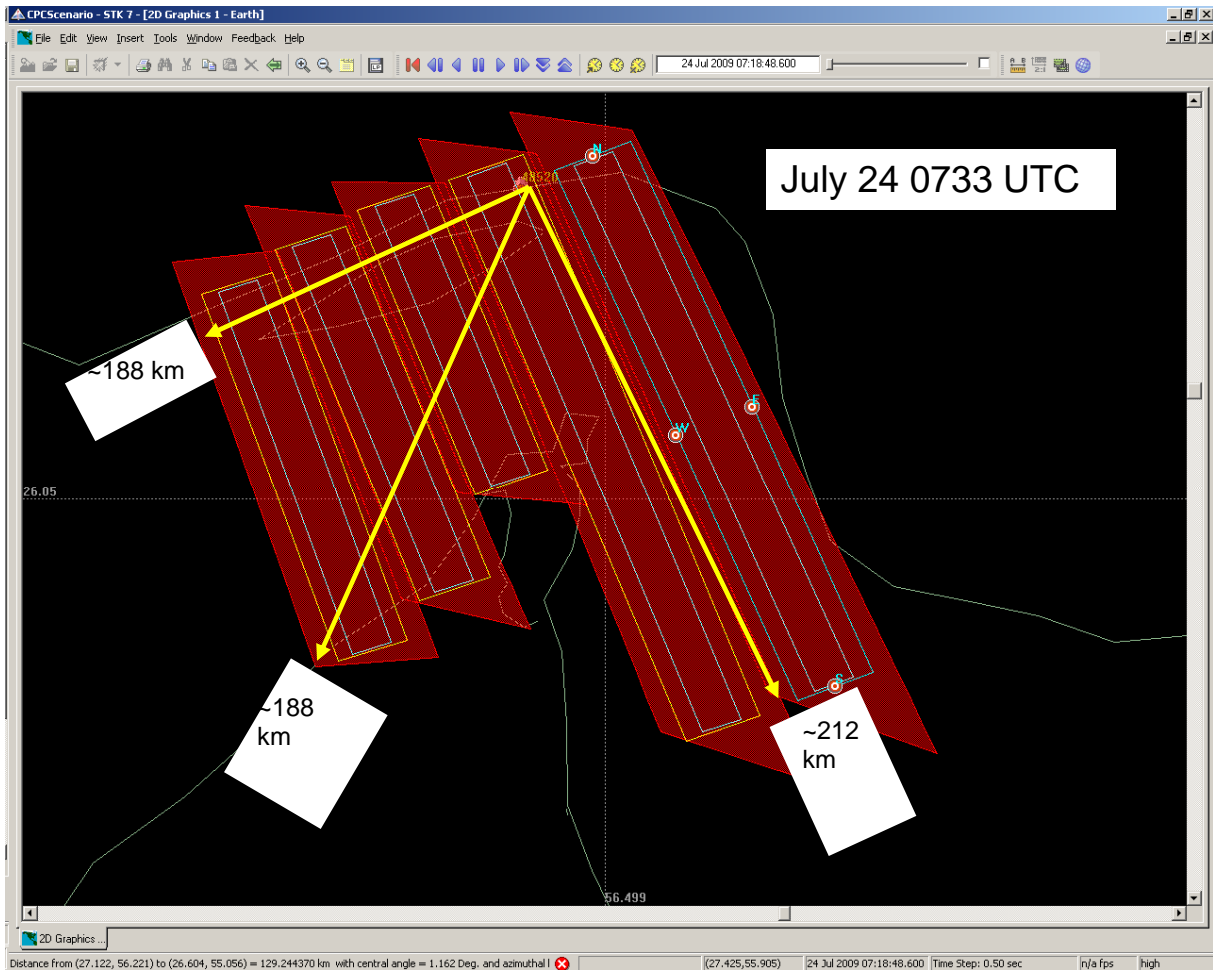 CPCScenario - STK 7 - [2D Graphics 1 - Earth]
File Edit View Insert Tools Window Feedback Help
24 Jul 2009 07:18:48.600
N
48520
July 24 0733 UTC
~188 km
E
W
26.05
S
~188
km
~212
km
56.499
2D Graphics ...
Distance from (27.122, 56.221) to (26.604, 55.056) = 129.244370 km with central angle = 1.162 Deg. and azimuthal l
(27.425,55.905)
24 Jul 2009 07:18:48.600
Time Step: 0.50 sec
n/a fps
high